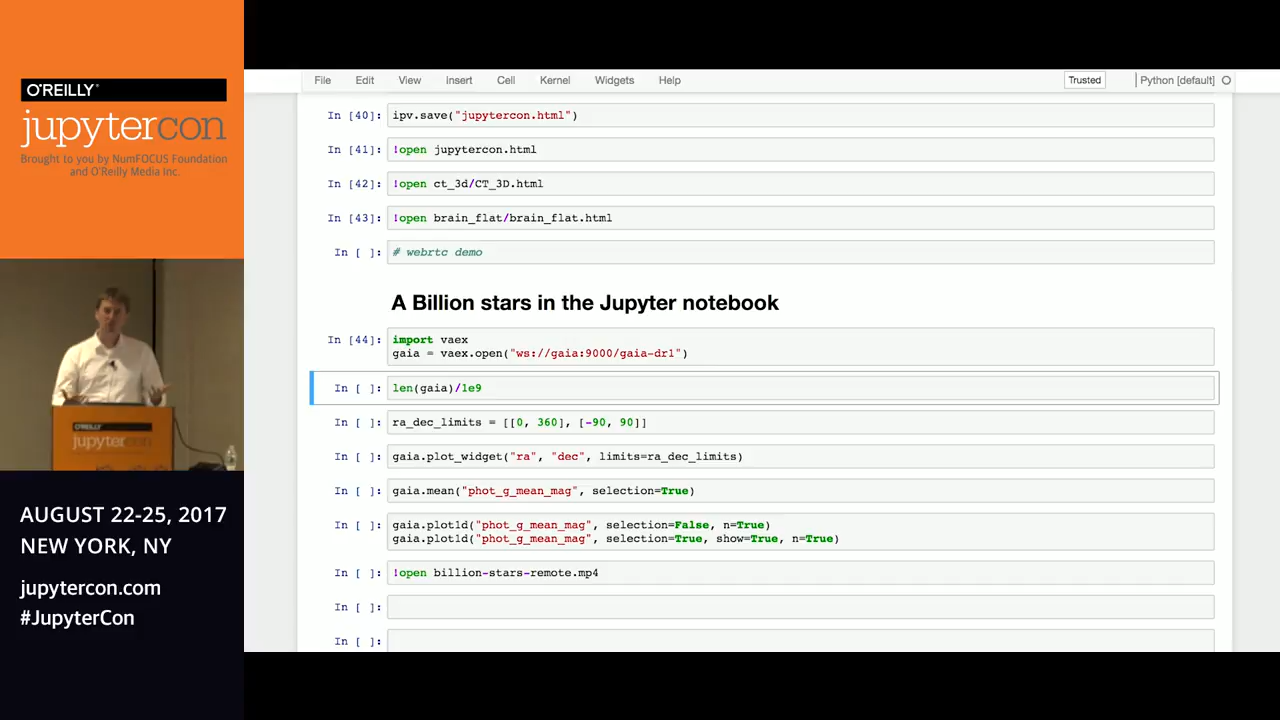 O'REILLY®
jupytercon
Brought to you by NumFOCUS Foundation
and O'Reilly Media Inc.
O'REILLY
jupytercon
AUGUST 22-25, 2017
NEW YORK, NY
jupytercon.com
#JupyterCon
File Edit View Insert Cell Kernel Widgets Help Trusted Python [default]
In [40]: ipv.save("jupytercon.html")
In [41]: !open jupytercon.html
In [42]: !open ct_3d/CT_3D.html
In [43]: !open brain_flat/brain_flat.html
In [ ]: # webrtc demo
A Billion stars in the Jupyter notebook
In [44]: import vaex
gaia = vaex.open("ws://gaia:9000/gaia-dr1")
In [ ]: len(gaia)/1e9
In [ ]: ra_dec_limits = [[0, 360], [-90, 90]]
In [ ]: gaia.plot_widget("ra", "dec", limits=ra_dec_limits)
In [ ]: gaia.mean("phot_g_mean_mag", selection=True)
In [ ]: gaia.plot1d("phot_g_mean_mag", selection=False, n=True)
gaia.plot1d("phot_g_mean_mag", selection=True, show=True, n=True)
In [ ]: !open billion-stars-remote.mp4
In [ ]:
In [ ]: